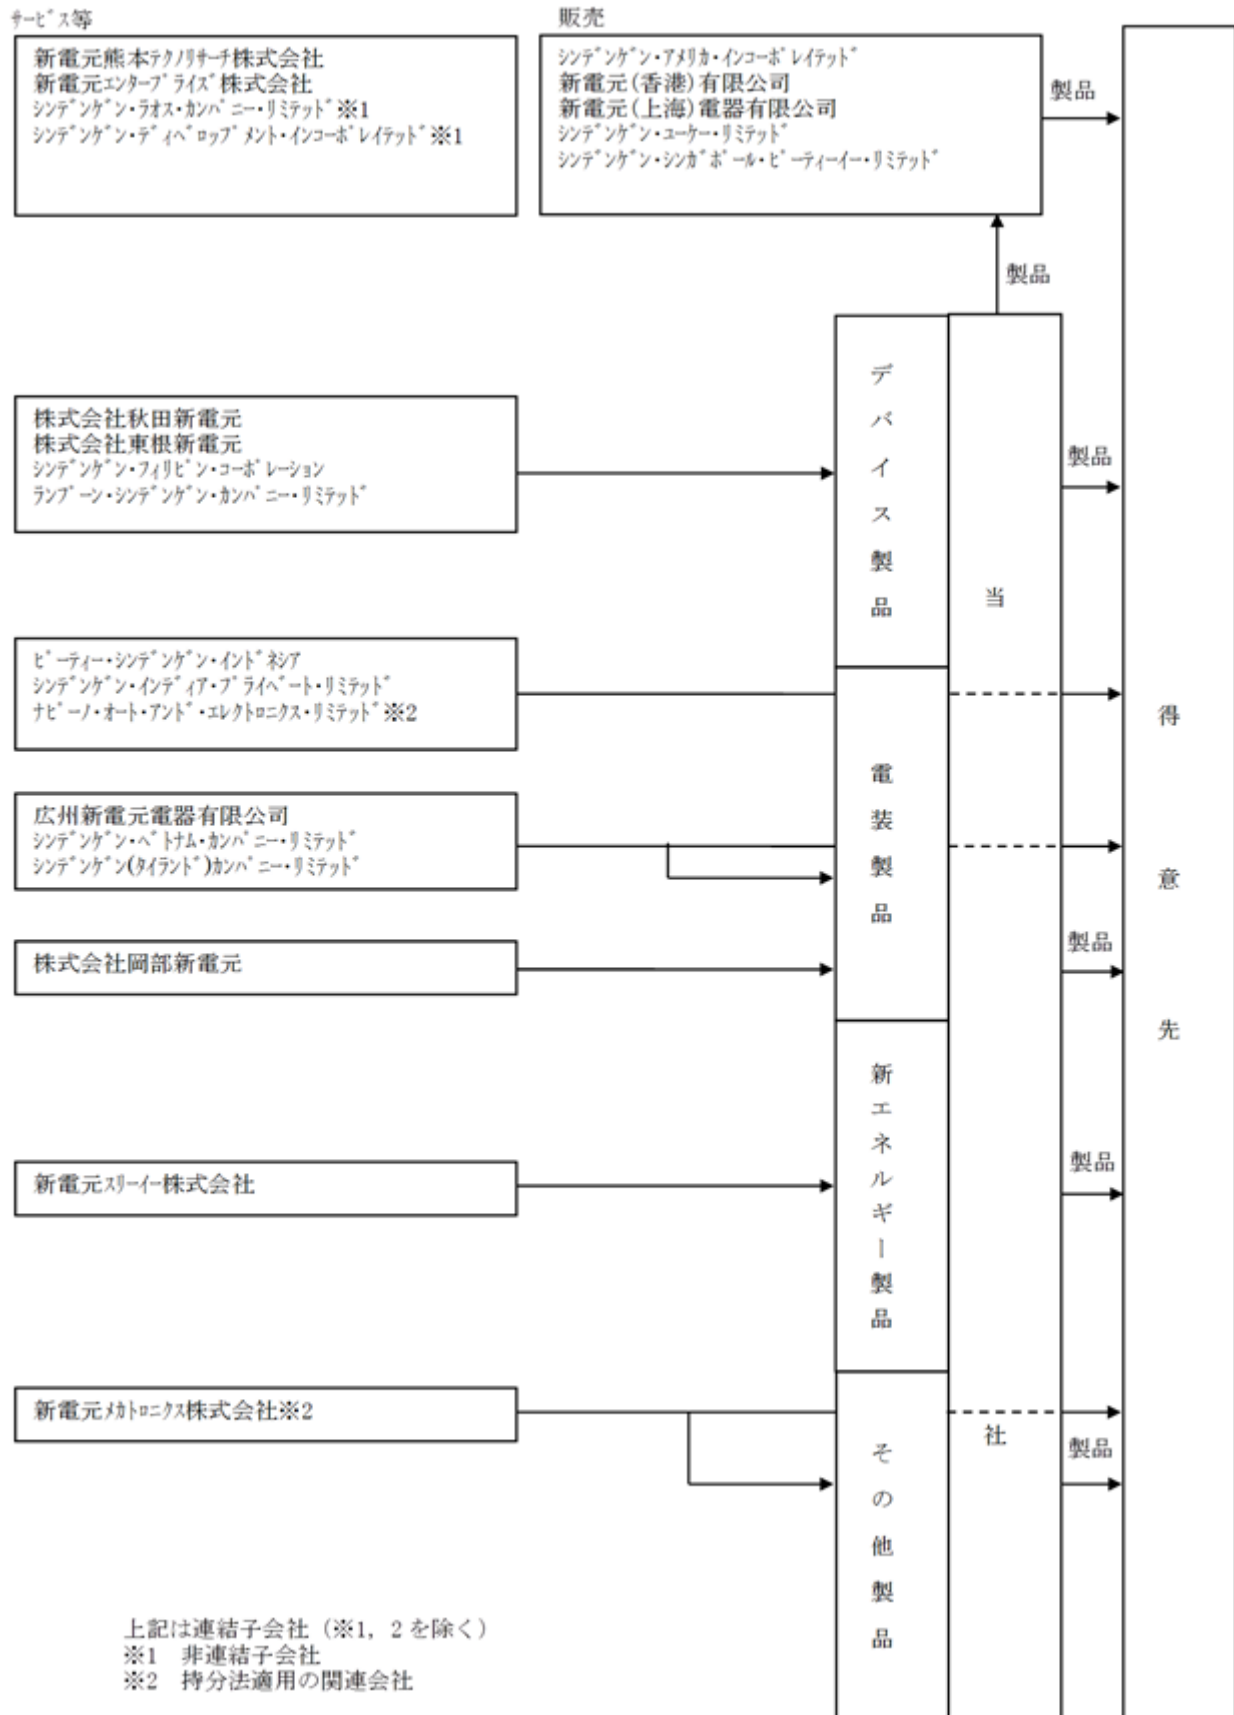 サービス等
新電元熊本テクノリサーチ株式会社
新電元エンタープライズ株式会社
シンデンゲン・ラオス・カンパニー・リミテッド※1
シンデンゲン・ディベロップメント・インコーポレイテッド※1
販売
シンデンゲン・アメリカ・インコーポレイテッド
新電元(香港)有限公司
新電元(上海)電器有限公司
シンデンゲン・ユーケー・リミテッド
シンデンゲン・シンガポール・ピーティーイー・リミテッド
製品
製品
株式会社秋田新電元
株式会社東根新電元
シンデンゲン・フィリピン・コーポレーション
ランプーン・シンデンゲン・カンパニー・リミテッド
デバイス製品
製品
ピーティー・シンデンゲン・インドネシア
シンデンゲン・インディア・プライベート・リミテッド
ナピーノ・オート・アンド・エレクトロニクス・リミテッド※2
広州新電元電器有限公司
シンデンゲン・ベトナム・カンパニー・リミテッド
シンデンゲン(タイランド)カンパニー・リミテッド
株式会社岡部新電元
電装製品
製品
新電元スリーイー株式会社
新エネルギー製品
製品
新電元メカトロニクス株式会社※2
その他製品
製品
当社
得意先
上記は連結子会社（※1, 2を除く）
※1 非連結子会社
※2 持分法適用の関連会社